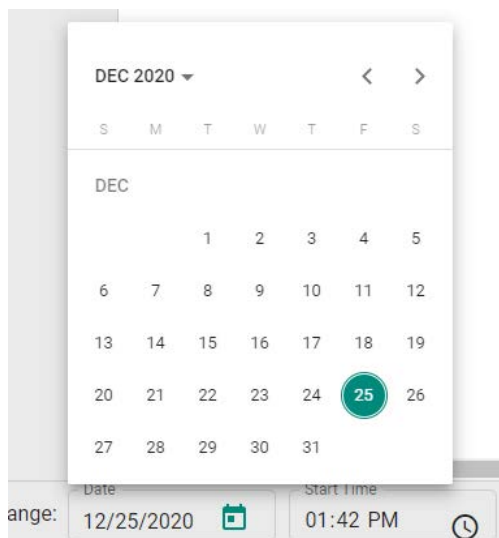 DEC 2020
S M T W T F S
DEC
1 2 3 4 5
6 7 8 9 10 11 12
13 14 15 16 17 18 19
20 21 22 23 24 25 26
27 28 29 30 31
Date Start Time
ange: 12/25/2020 01:42 PM